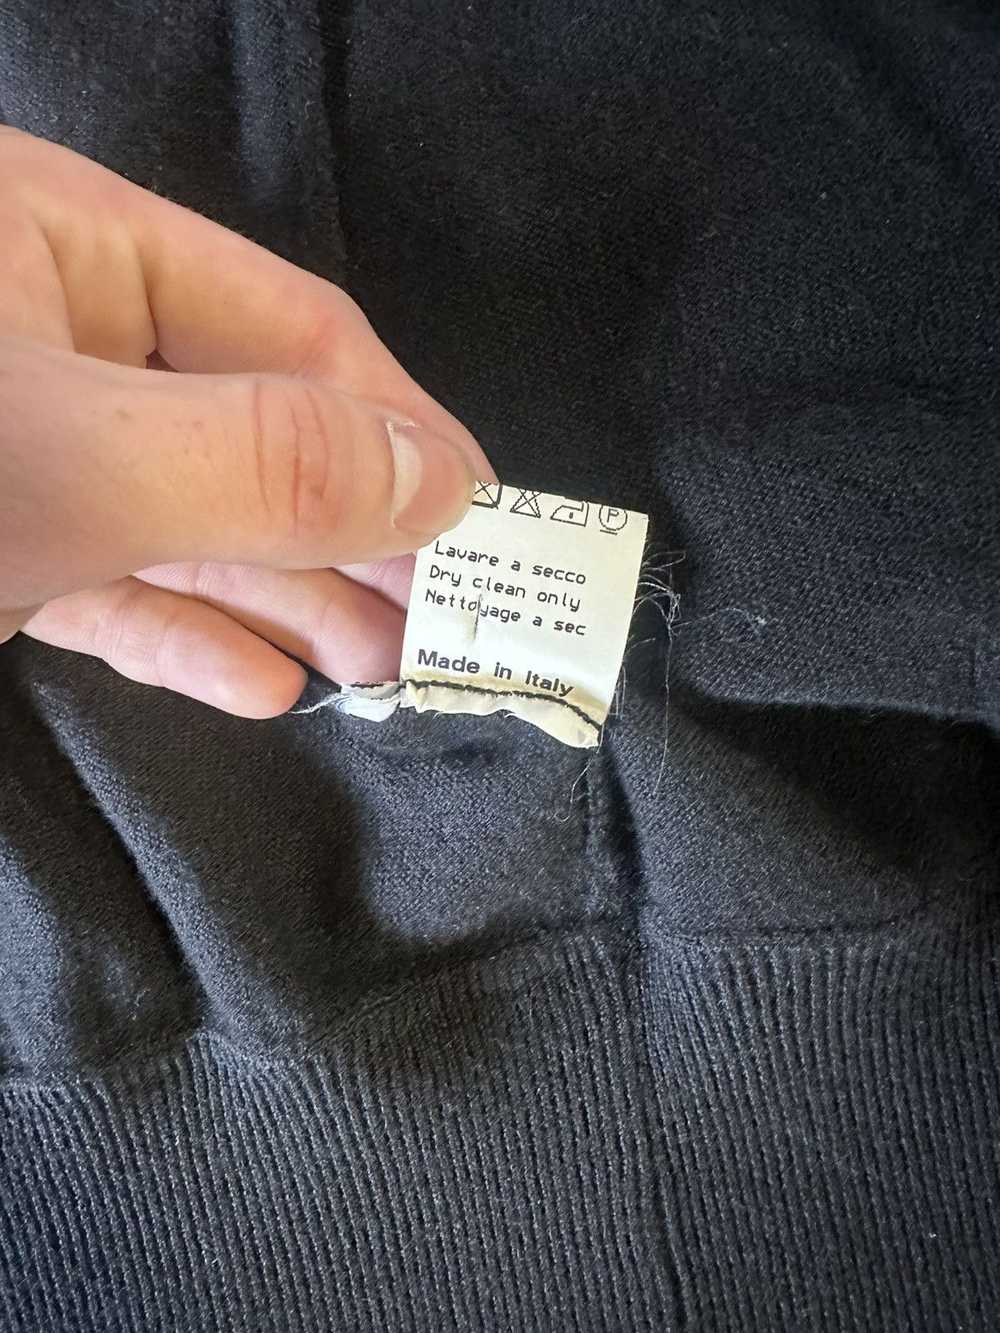 P
Lavare a secco
Dry clean only
Nettoyage a sec
Made in Italy